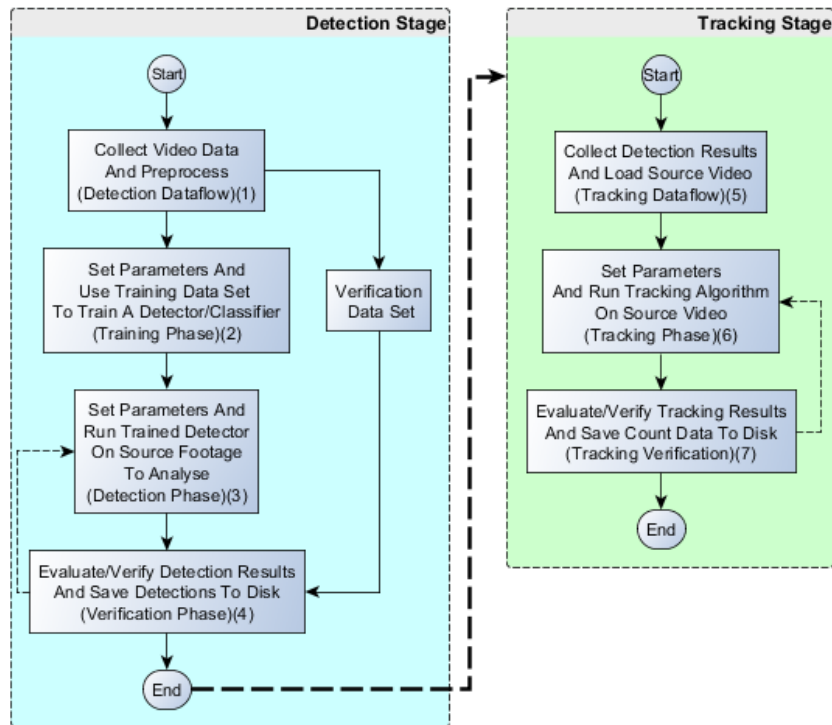 Detection Stage
Start
Collect Video Data
And Preprocess
(Detection Dataflow)(1)
Set Parameters And
Use Training Data Set
To Train A Detector/Classifier
(Training Phase)(2)
Verification
Data Set
Set Parameters And
Run Trained Detector
On Source Footage
To Analyse
(Detection Phase)(3)
Evaluate/Verify Detection Results
And Save Detections To Disk
(Verification Phase)(4)
End
Tracking Stage
Start
Collect Detection Results
And Load Source Video
(Tracking Dataflow)(5)
Set Parameters
And Run Tracking Algorithm
On Source Video
(Tracking Phase)(6)
Evaluate/Verify Tracking Results
And Save Count Data To Disk
(Tracking Verification)(7)
End